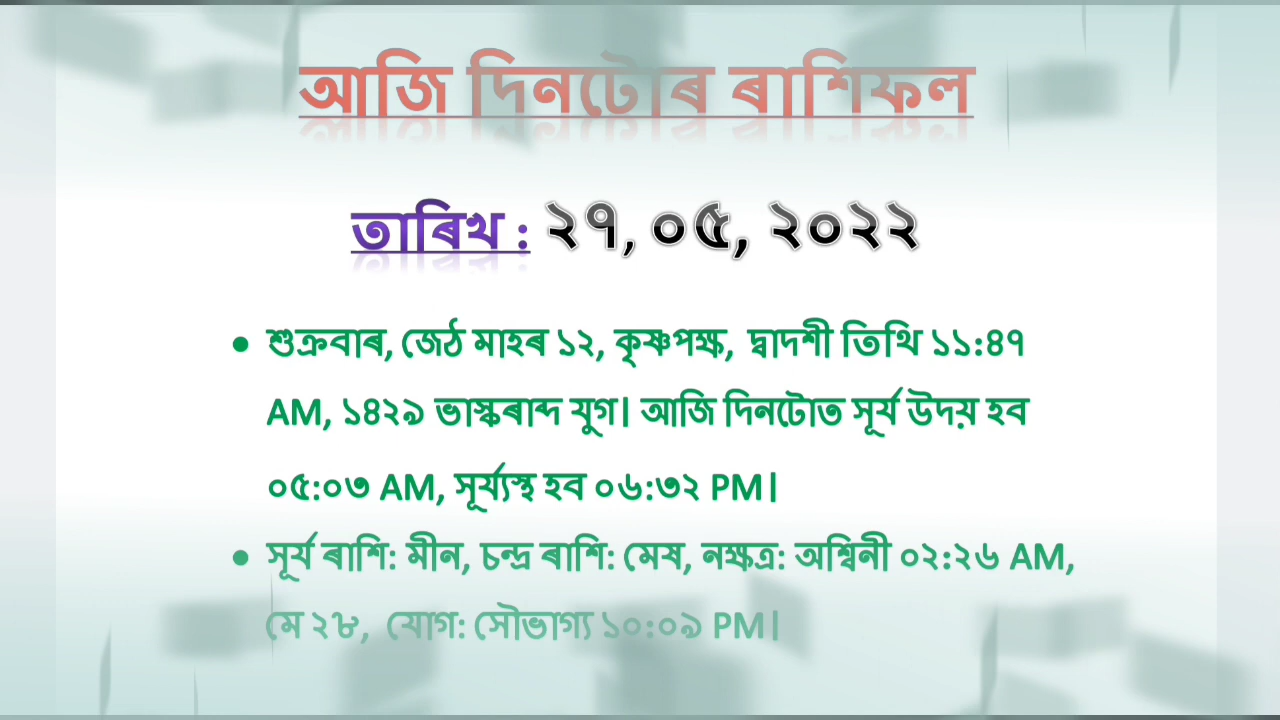 আজি দিনটোৰ ৰাশিফল
তাৰিখ : ২৭, ০৫, ২০২২
• শুক্ৰবাৰ, জেঠ মাহৰ ১২, কৃষ্ণপক্ষ, দ্বাদশী তিথি ১১:৪৭
AM, ১৪২৯ ভাস্কৰাব্দ যুগ। আজি দিনটোত সূৰ্য উদয় হব
০৫:০৩ AM, সূৰ্য্যস্থ হব ০৬:৩২ PM।
• সূৰ্য ৰাশি: মীন, চন্দ্ৰ ৰাশি: মেষ, নক্ষত্ৰ: অশ্বিনী ০২:২৬ AM,
মে ২৮, যোগ: সৌভাগ্য ১০:০৯ PM।